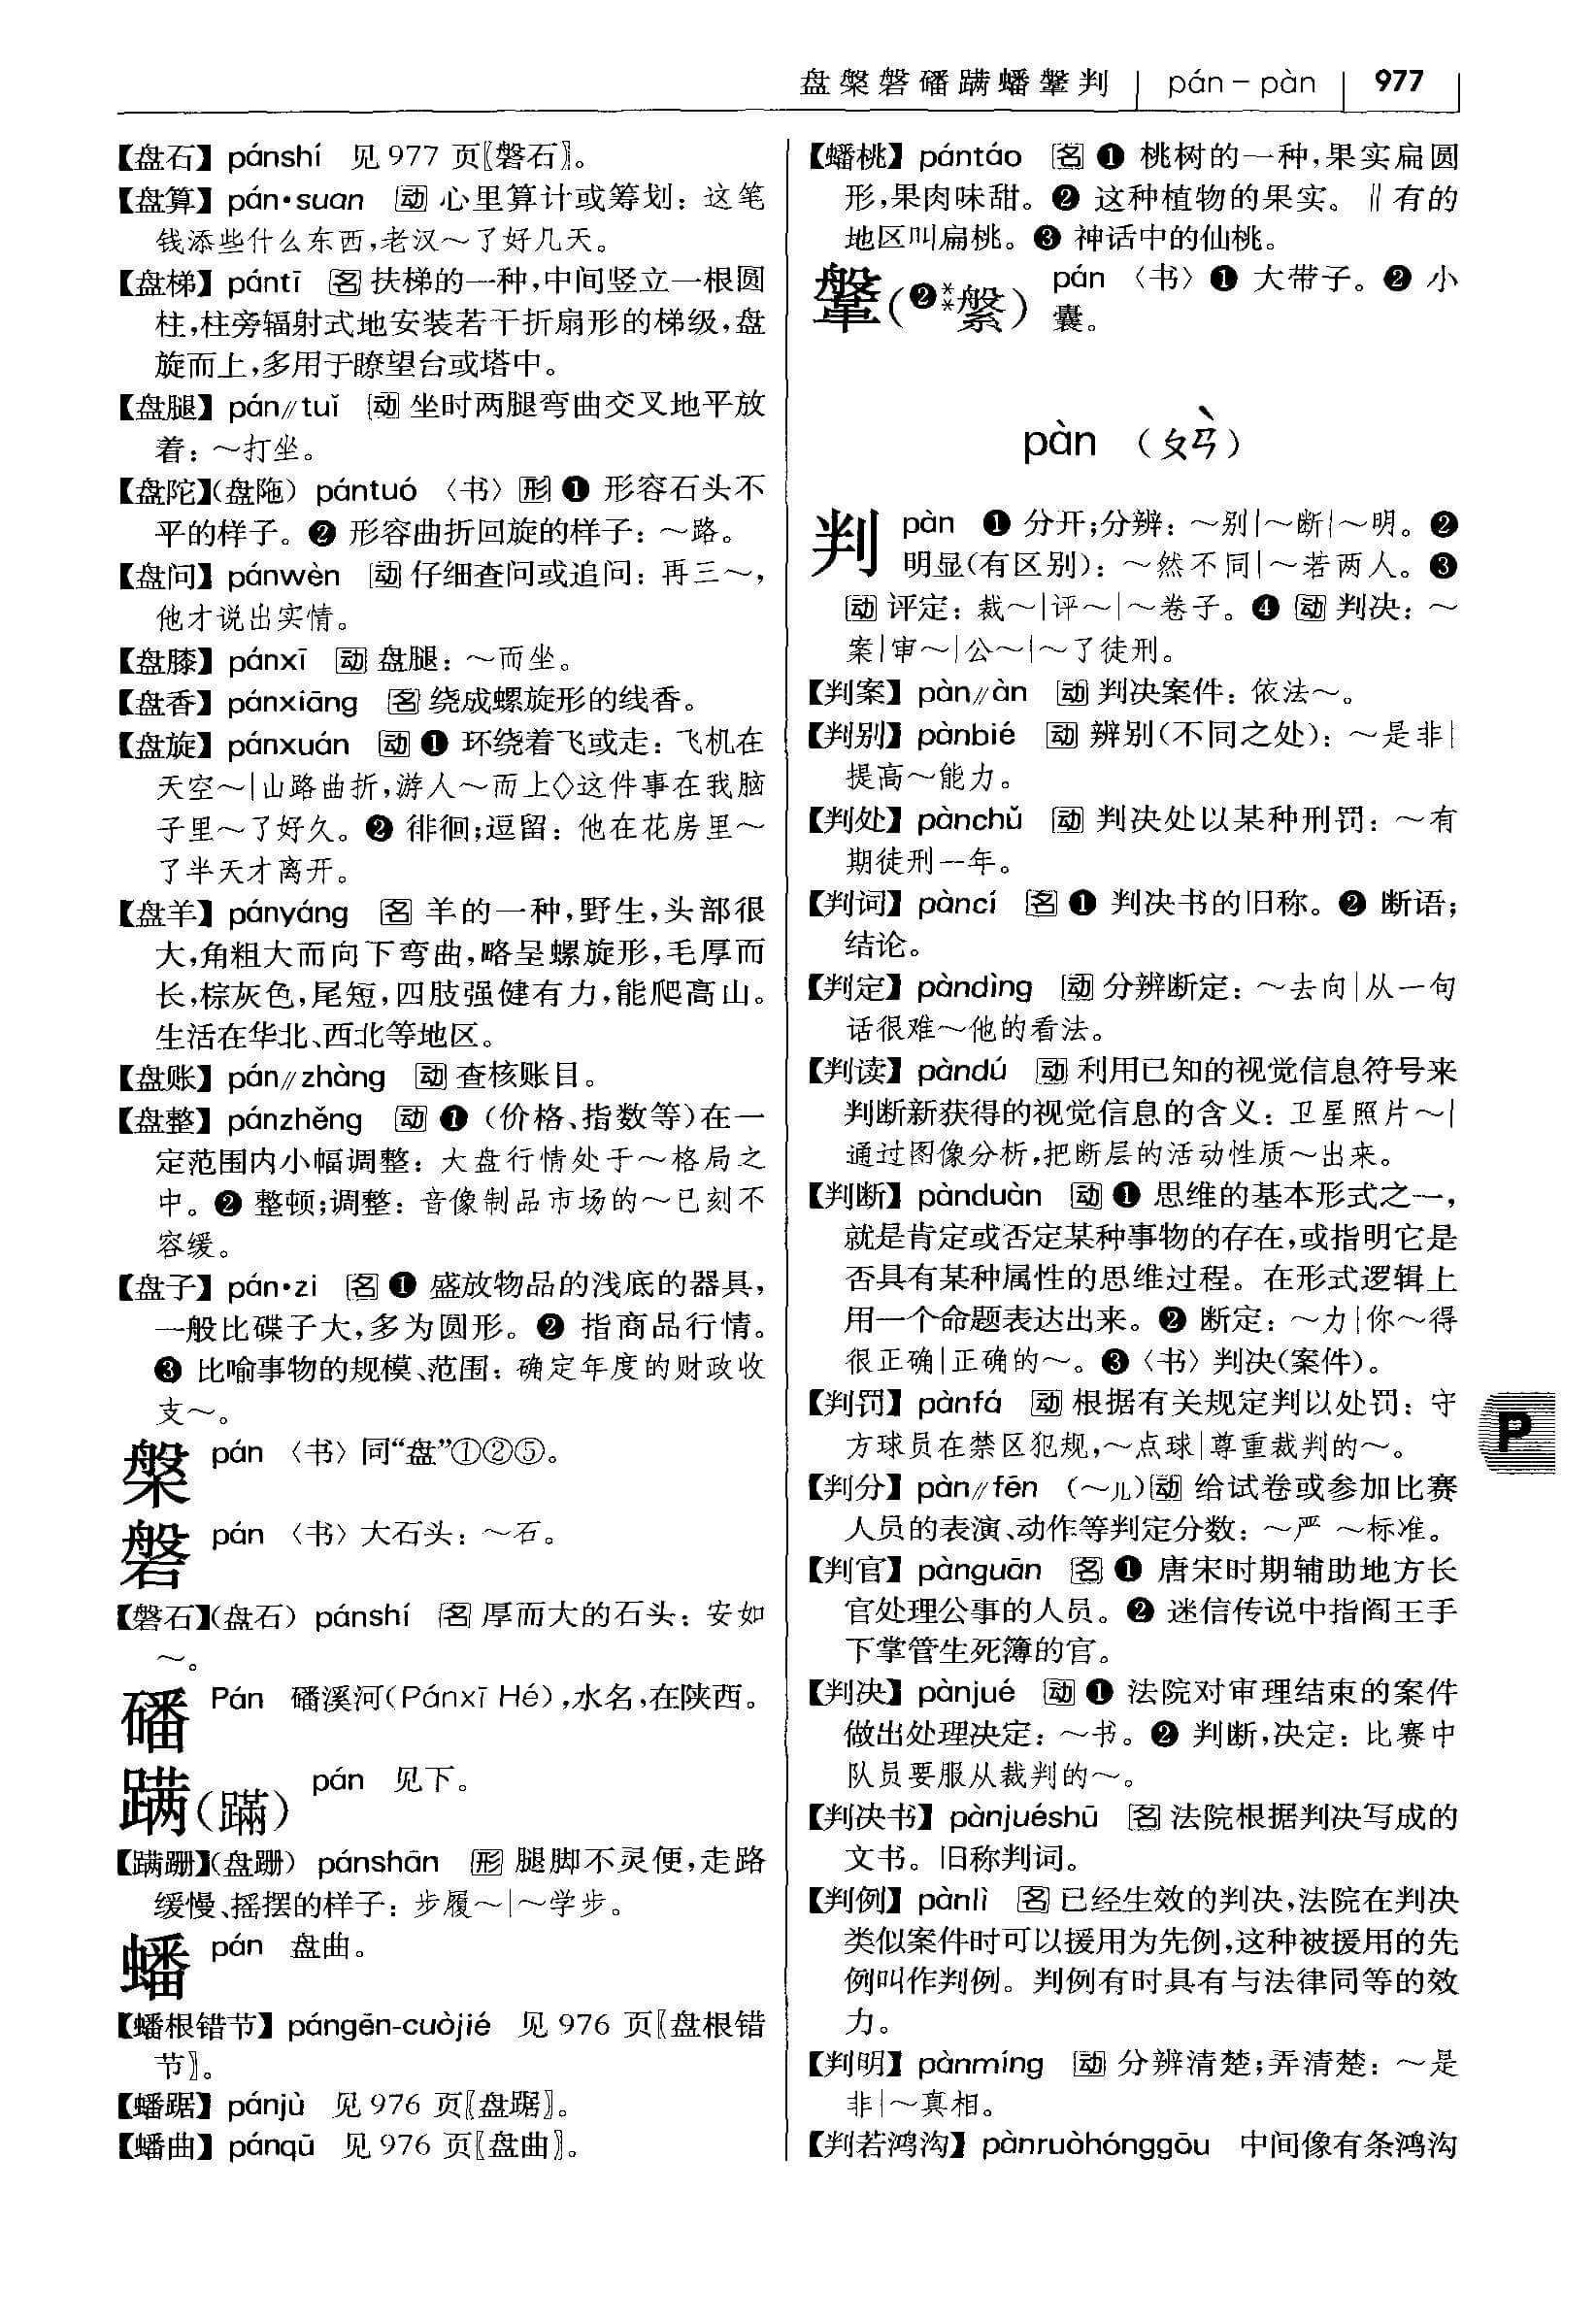 盘槃磐磻蹒蟠鞶判 pán－pàn 977
【盘石】 pánshí 见 977 页〖磐石〗。
【盘算】 pán•suan 动 心里算计或筹划：这笔
钱添些什么东西，老汉～了好几天。
【盘梯】 pántī 名 扶梯的一种，中间竖立一根圆
柱，柱旁辐射式地安装若干折扇形的梯级，盘
旋而上，多用于瞭望台或塔中。
【盘腿】 pán∥tuǐ 动 坐时两腿弯曲交叉地平放
着：～打坐。
【盘陀】(盘陁) pántuó 〈书〉 形 ❶ 形容石头不
平的样子。❷ 形容曲折回旋的样子：～路。
【盘问】 pánwèn 动 仔细查问或追问：再三～，
他才说出实情。
【盘膝】 pánxī 动 盘腿：～而坐。
【盘香】 pánxiāng 名 绕成螺旋形的线香。
【盘旋】 pánxuán 动 ❶ 环绕着飞或走：飞机在
天空～|山路曲折，游人～而上◇这件事在我脑
子里～了好久。❷ 徘徊；逗留：他在花房里～
了半天才离开。
【盘羊】 pányáng 名 羊的一种，野生，头部很
大，角粗大而向下弯曲，略呈螺旋形，毛厚而
长，棕灰色，尾短，四肢强健有力，能爬高山。
生活在华北、西北等地区。
【盘账】 pán∥zhàng 动 查核账目。
【盘整】 pánzhěng 动 ❶ （价格、指数等）在一
定范围内小幅调整：大盘行情处于～格局之
中。❷ 整顿；调整：音像制品市场的～已刻不
容缓。
【盘子】 pán•zi 名 ❶ 盛放物品的浅底的器具，
一般比碟子大，多为圆形。❷ 指商品行情。
❸ 比喻事物的规模、范围：确定年度的财政收
支～。
槃 pán 〈书〉同“盘”①②⑤。
磐 pán 〈书〉大石头：～石。
【磐石】(盘石) pánshí 名 厚而大的石头：安如
～。
磻 Pán 磻溪河(Pánxī Hé)，水名，在陕西。
蹒(蹣) pán 见下。
【蹒跚】(盘跚) pánshān 形 腿脚不灵便，走路
缓慢、摇摆的样子：步履～|～学步。
蟠 pán 盘曲。
【蟠根错节】 pángēn-cuòjié 见 976 页〖盘根错
节〗。
【蟠踞】 pánjù 见 976 页〖盘踞〗。
【蟠曲】 pánqū 见 976 页〖盘曲〗。
【蟠桃】 pántáo 名 ❶ 桃树的一种，果实扁圆
形，果肉味甜。❷ 这种植物的果实。‖有的
地区叫扁桃。❸ 神话中的仙桃。
鞶(❷**縏) pán 〈书〉❶ 大带子。❷ 小
囊。
pàn （ㄆㄢˋ）
判 pàn ❶ 分开；分辨：～别|～断|～明。❷
明显(有区别)：～然不同|～若两人。❸
动 评定：裁～|评～|～卷子。❹ 动 判决：～
案|审～|公～|～了徒刑。
【判案】 pàn∥àn 动 判决案件：依法～。
【判别】 pànbié 动 辨别(不同之处)：～是非|
提高～能力。
【判处】 pànchǔ 动 判决处以某种刑罚：～有
期徒刑一年。
【判词】 pàncí 名 ❶ 判决书的旧称。❷ 断语；
结论。
【判定】 pàndìng 动 分辨断定：～去向|从一句
话很难～他的看法。
【判读】 pàndú 动 利用已知的视觉信息符号来
判断新获得的视觉信息的含义：卫星照片～|
通过图像分析，把断层的活动性质～出来。
【判断】 pànduàn 动 ❶ 思维的基本形式之一，
就是肯定或否定某种事物的存在，或指明它是
否具有某种属性的思维过程。在形式逻辑上
用一个命题表达出来。❷ 断定：～力|你～得
很正确|正确的～。❸〈书〉判决(案件)。
【判罚】 pànfá 动 根据有关规定判以处罚：守
方球员在禁区犯规，～点球|尊重裁判的～。
【判分】 pàn∥fēn （～儿）动 给试卷或参加比赛
人员的表演、动作等判定分数：～严 ～标准。
【判官】 pànguān 名 ❶ 唐宋时期辅助地方长
官处理公事的人员。❷ 迷信传说中指阎王手
下掌管生死簿的官。
【判决】 pànjué 动 ❶ 法院对审理结束的案件
做出处理决定：～书。❷ 判断，决定：比赛中
队员要服从裁判的～。
【判决书】 pànjuéshū 名 法院根据判决写成的
文书。旧称判词。
【判例】 pànlì 名 已经生效的判决，法院在判决
类似案件时可以援用为先例，这种被援用的先
例叫作判例。判例有时具有与法律同等的效
力。
【判明】 pànmíng 动 分辨清楚；弄清楚：～是
非|～真相。
【判若鸿沟】 pànruòhónggōu 中间像有条鸿沟
P